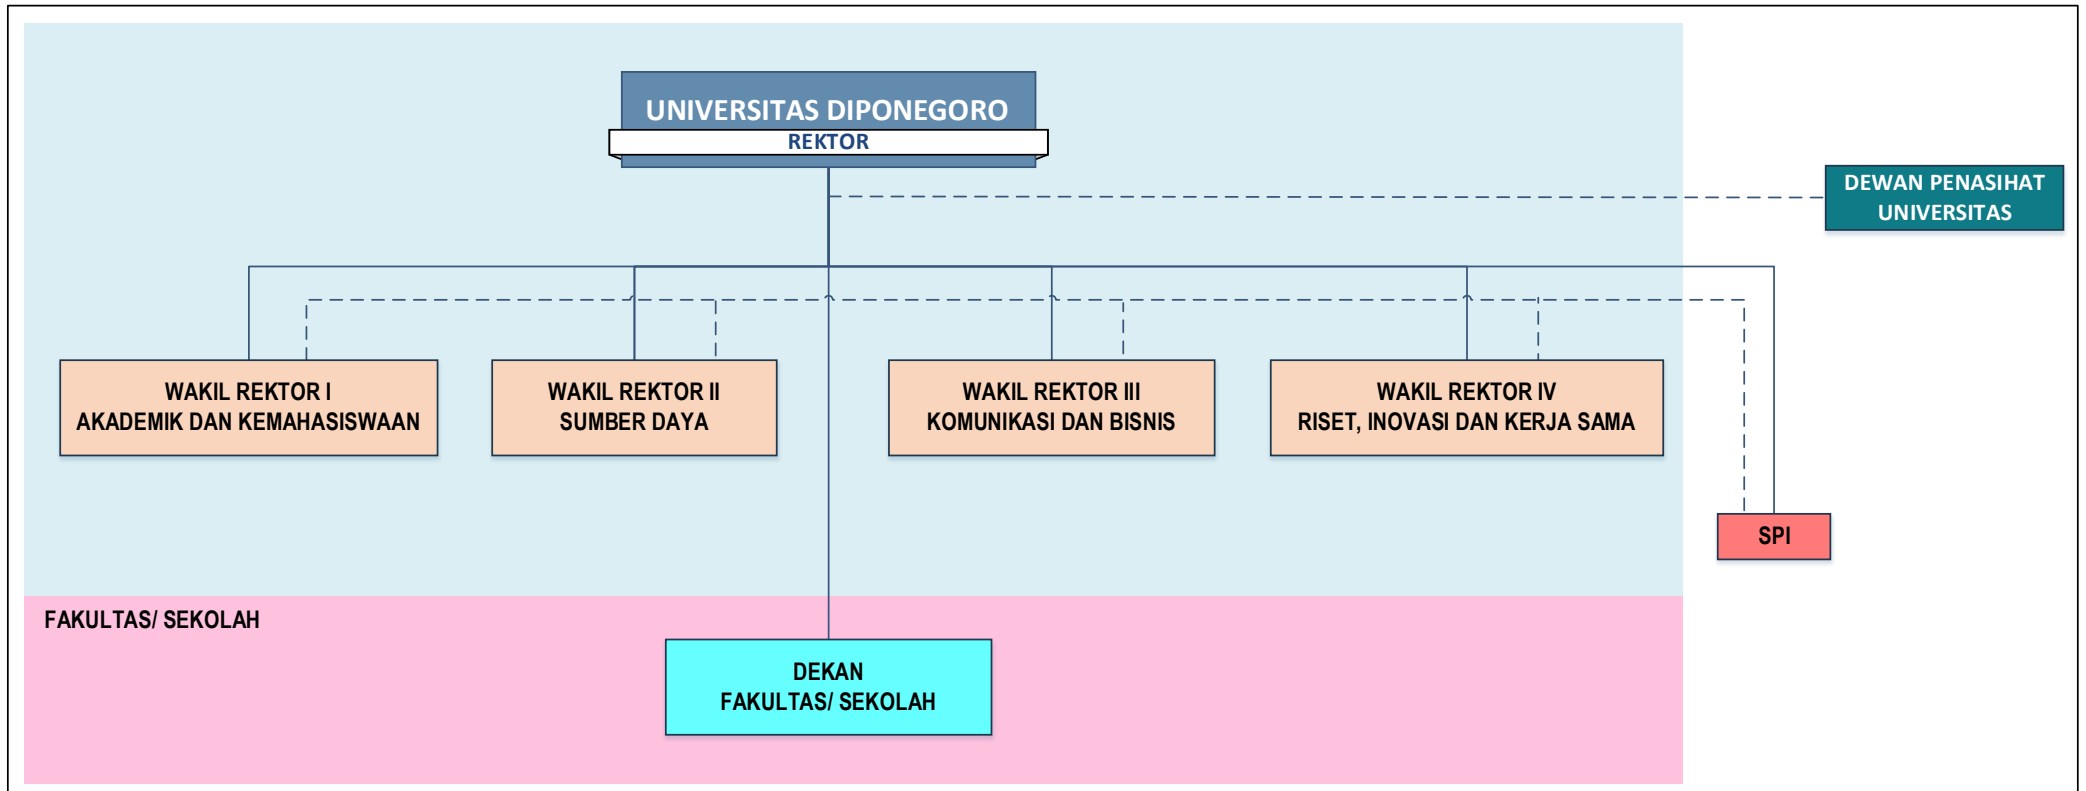 UNIVERSITAS DIPONEGORO
REKTOR
DEWAN PENASIHAT
UNIVERSITAS
WAKIL REKTOR I
AKADEMIK DAN KEMAHASISWAAN
WAKIL REKTOR II
SUMBER DAYA
WAKIL REKTOR III
KOMUNIKASI DAN BISNIS
WAKIL REKTOR IV
RISET, INOVASI DAN KERJA SAMA
SPI
FAKULTAS/ SEKOLAH
DEKAN
FAKULTAS/ SEKOLAH